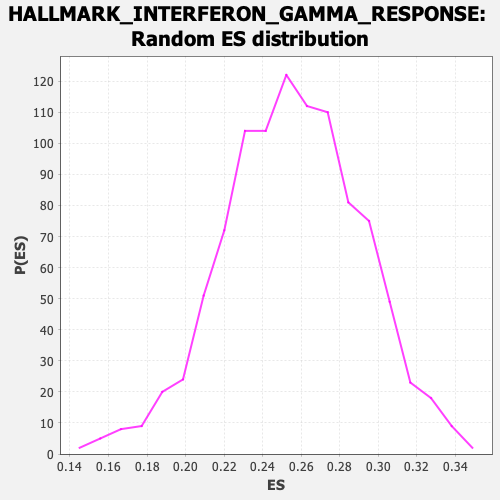 HALLMARK_INTERFERON_GAMMA_RESPONSE:
Random ES distribution
120
110
100
90
80
70
60
50
40
30
20
10
0
P(ES)
0.14 0.16 0.18 0.20 0.22 0.24 0.26 0.28 0.30 0.32 0.34
ES